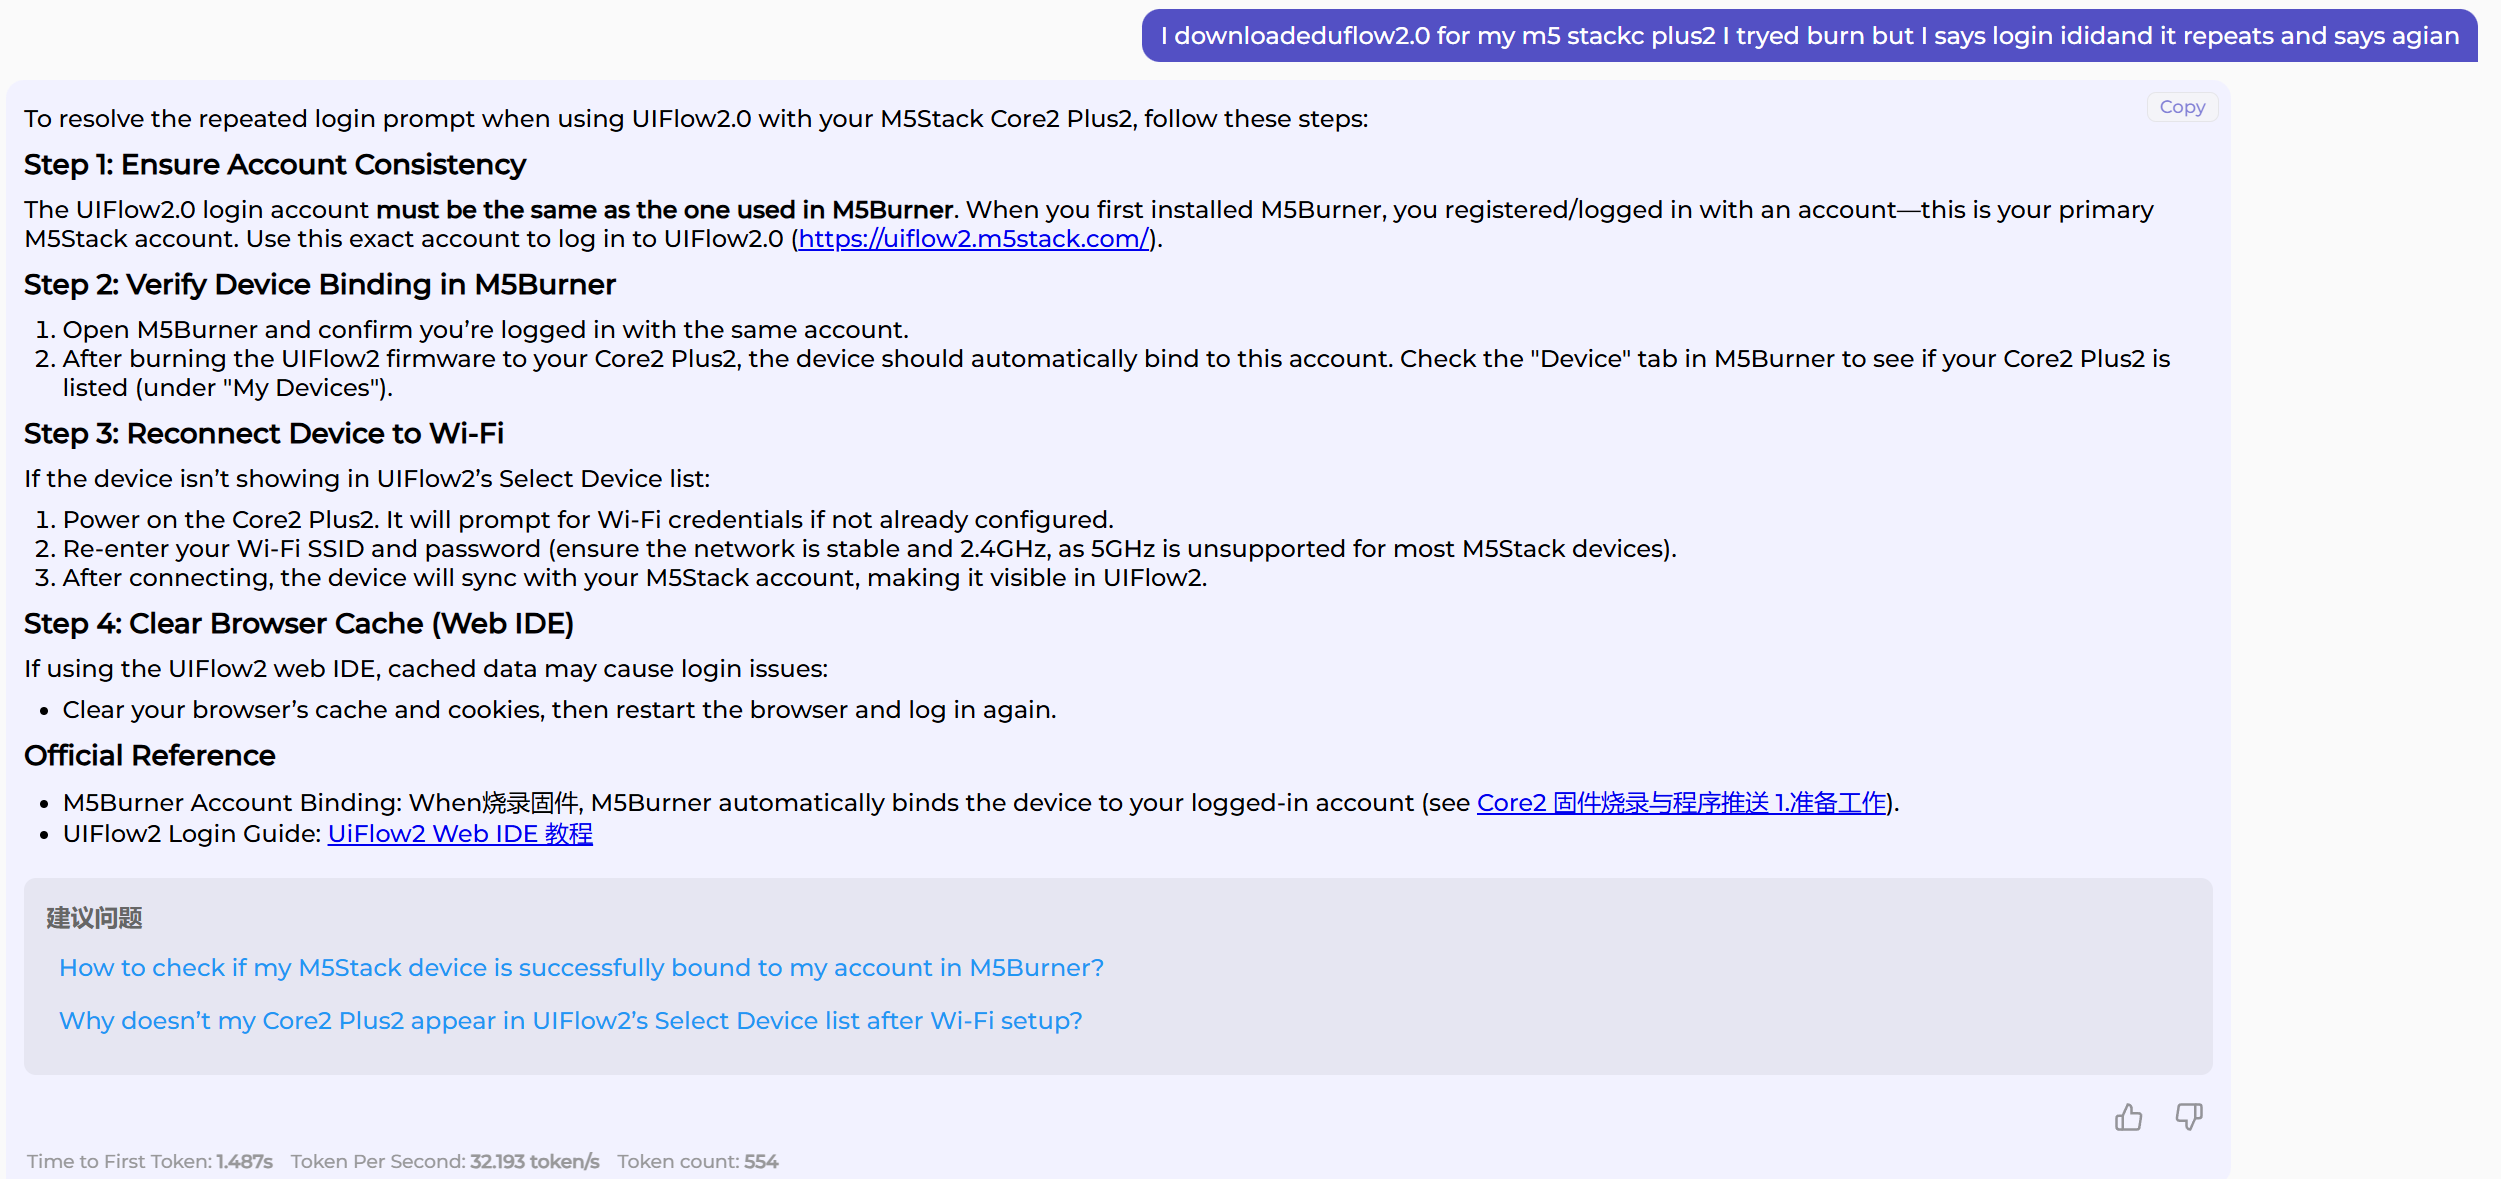 I downloadeduflow2.0 for my m5 stackc plus2 I tryed burn but I says login ididand it repeats and says agian
Copy
To resolve the repeated login prompt when using UIFlow2.0 with your M5Stack Core2 Plus2, follow these steps:
Step 1: Ensure Account Consistency
The UIFlow2.0 login account must be the same as the one used in M5Burner. When you first installed M5Burner, you registered/logged in with an account—this is your primary
M5Stack account. Use this exact account to log in to UIFlow2.0 (https://uiflow2.m5stack.com/).
Step 2: Verify Device Binding in M5Burner
1. Open M5Burner and confirm you’re logged in with the same account.
2. After burning the UIFlow2 firmware to your Core2 Plus2, the device should automatically bind to this account. Check the "Device" tab in M5Burner to see if your Core2 Plus2 is
listed (under "My Devices").
Step 3: Reconnect Device to Wi-Fi
If the device isn’t showing in UIFlow2’s Select Device list:
1. Power on the Core2 Plus2. It will prompt for Wi-Fi credentials if not already configured.
2. Re-enter your Wi-Fi SSID and password (ensure the network is stable and 2.4GHz, as 5GHz is unsupported for most M5Stack devices).
3. After connecting, the device will sync with your M5Stack account, making it visible in UIFlow2.
Step 4: Clear Browser Cache (Web IDE)
If using the UIFlow2 web IDE, cached data may cause login issues:
• Clear your browser’s cache and cookies, then restart the browser and log in again.
Official Reference
• M5Burner Account Binding: When烧录固件, M5Burner automatically binds the device to your logged-in account (see Core2 固件烧录与程序推送 1.准备工作).
• UIFlow2 Login Guide: UiFlow2 Web IDE 教程
建议问题
How to check if my M5Stack device is successfully bound to my account in M5Burner?
Why doesn’t my Core2 Plus2 appear in UIFlow2’s Select Device list after Wi-Fi setup?
Time to First Token: 1.487s Token Per Second: 32.193 token/s Token count: 554